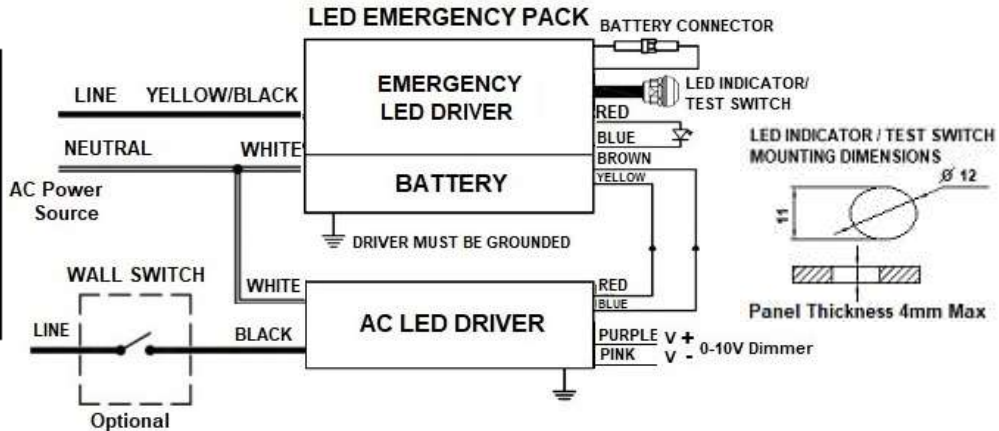 LED EMERGENCY PACK
BATTERY CONNECTOR
LINE YELLOW/BLACK
EMERGENCY
LED DRIVER
LED INDICATOR/
TEST SWITCH
RED
BLUE
NEUTRAL WHITE
BROWN
YELLOW
BATTERY
AC Power
Source
DRIVER MUST BE GROUNDED
LED INDICATOR / TEST SWITCH
MOUNTING DIMENSIONS
Ø 12
11
Panel Thickness 4mm Max
WALL SWITCH
WHITE
LINE
BLACK
Optional
AC LED DRIVER
RED
BLUE
PURPLE V +
PINK V -
0-10V Dimmer